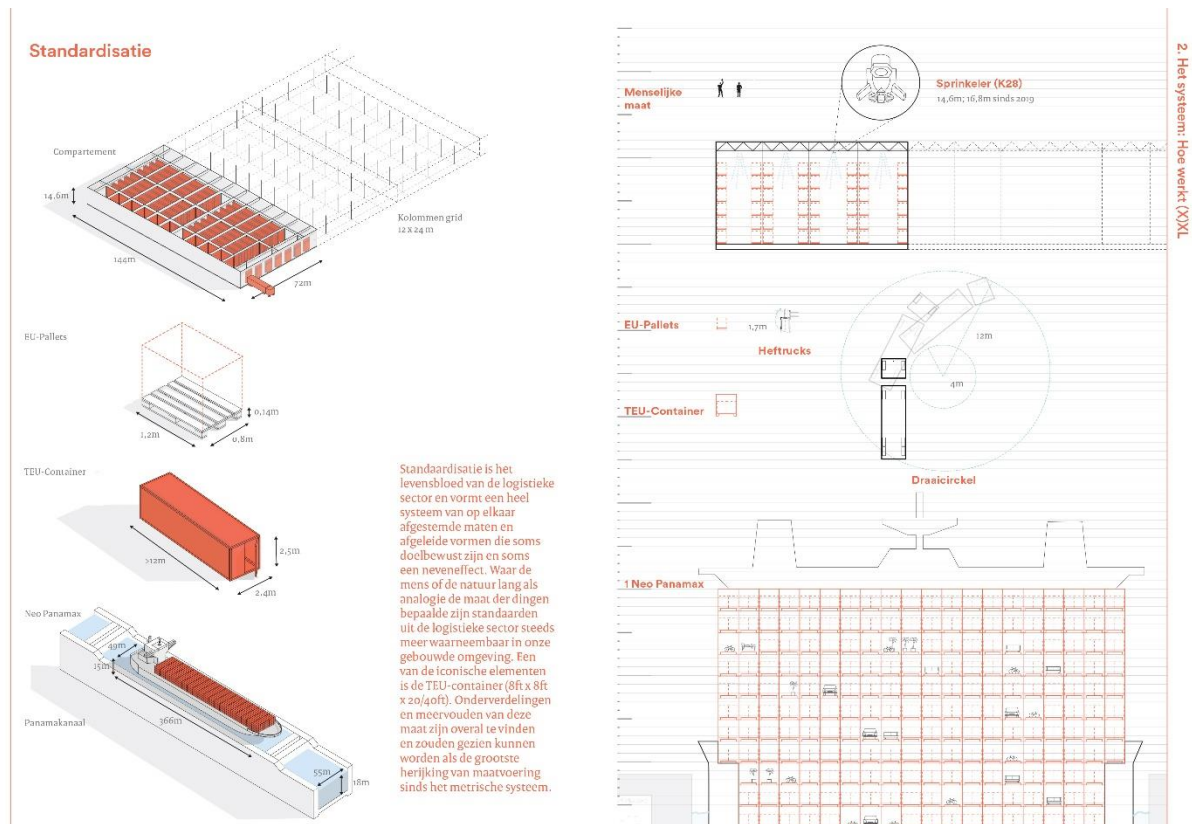 Standardisatie
Compartement
14,6m
144m
72m
Kolommen grid
12 x 24 m
EU-Pallets
0,14m
1,2m
0,8m
TEU-Container
>12m
2,5m
2,4m
Neo Panamax
49m
15m
366m
Panamakanaal
55m
18m
Standaardisatie is het
levensbloed van de logistieke
sector en vormt een heel
systeem van op elkaar
afgestemde maten en
afgeleide vormen die soms
doelbewust zijn en soms
een neveneffect. Waar de
mens of de natuur lang als
analogie de maat der dingen
bepaalde zijn standaarden
uit de logistieke sector steeds
meer waarneembaar in onze
gebouwde omgeving. Een
van de iconische elementen
is de TEU-container (8ft x 8ft
x 20/40ft). Onderverdelingen
en meervouden van deze
maat zijn overal te vinden
en zouden gezien kunnen
worden als de grootste
herijking van maatvoering
sinds het metrische systeem.
Menselijke
maat
Sprinkeler (K28)
14,6m; 16,8m sinds 2019
EU-Pallets
1,7m
Heftrucks
12m
4m
TEU-Container
Draaicirckel
1 Neo Panamax
2. Het systeem: Hoe werkt (X)XL